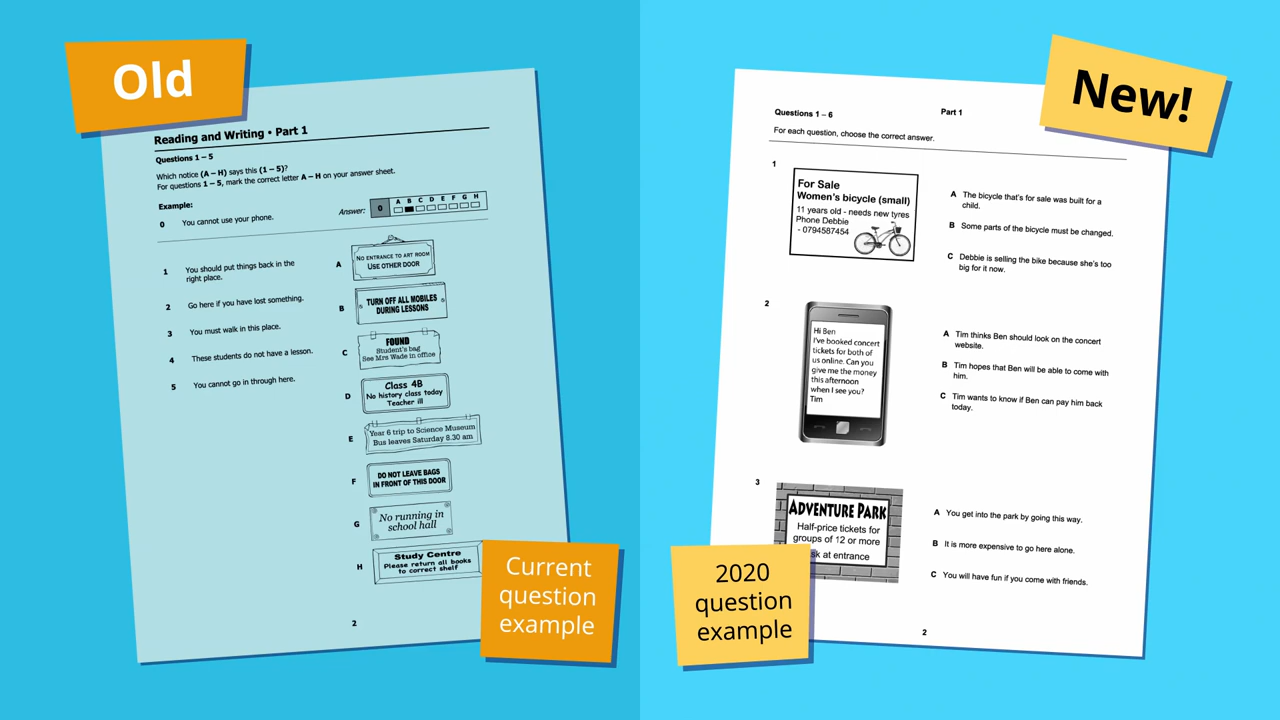 Old
Reading and Writing • Part 1
Questions 1 – 5
Which notice (A – H) says this (1 – 5)?
For questions 1 – 5, mark the correct letter A – H on your answer sheet.
Example:
0 You cannot use your phone.
Answer: 0 A B C D E F G H
1 You should put things back in the
right place.
2 Go here if you have lost something.
3 You must walk in this place.
4 These students do not have a lesson.
5 You cannot go in through here.
A NO ENTRANCE TO ART ROOM
USE OTHER DOOR
B TURN OFF ALL MOBILES
DURING LESSONS
C FOUND
Student's bag
See Mrs Wade in office
D Class 4B
No history class today
Teacher ill
E Year 6 trip to Science Museum
Bus leaves Saturday 8.30 am
F DO NOT LEAVE BAGS
IN FRONT OF THIS DOOR
G No running in
school hall
H Study Centre
Please return all books
to correct shelf
2
Current
question
example
New!
Questions 1 – 6 Part 1
For each question, choose the correct answer.
1
For Sale
Women's bicycle (small)
11 years old - needs new tyres
Phone Debbie
- 0794587454
A The bicycle that's for sale was built for a
child.
B Some parts of the bicycle must be changed.
C Debbie is selling the bike because she's too
big for it now.
2
Hi Ben
I've booked concert
tickets for both of
us online. Can you
give me the money
this afternoon
when I see you?
Tim
A Tim thinks Ben should look on the concert
website.
B Tim hopes that Ben will be able to come with
him.
C Tim wants to know if Ben can pay him back
today.
3
ADVENTURE PARK
Half-price tickets for
groups of 12 or more
at entrance
A You get into the park by going this way.
B It is more expensive to go here alone.
C You will have fun if you come with friends.
2
2020
question
example